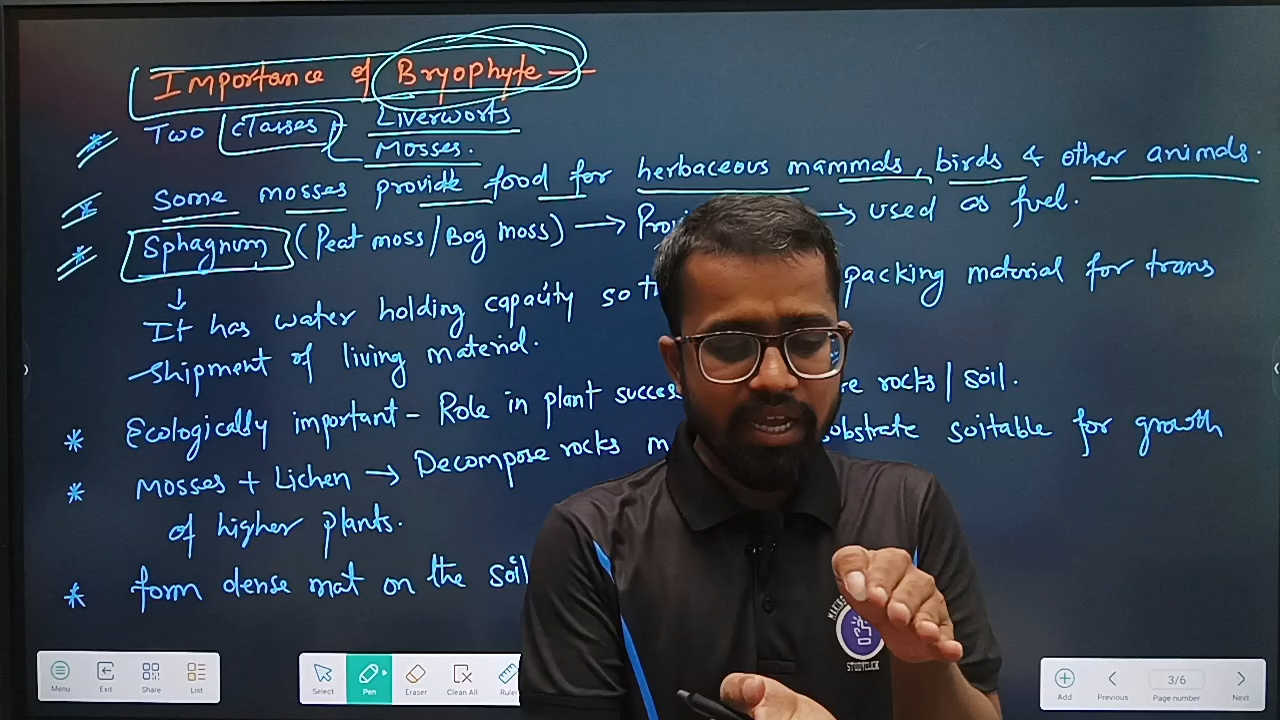 Importance of Bryophyte
* Two classes Liverworts
Mosses.
* Some mosses provide food for herbaceous mammals, birds & other animals.
* Sphagnum (Peat moss/Bog moss) → → used as fuel.
↓
It has water holding capacity so packing material for trans
shipment of living material.
* Ecologically important - Role in plant rocks/soil.
* Mosses + Lichen → Decompose rocks substrate suitable for growth
of higher plants.
* form dense mat on the soil
Menu Exit Share List Select Pen Eraser Clean All Ruler Add Previous 3/6 Page number Next
STUDYCLICK